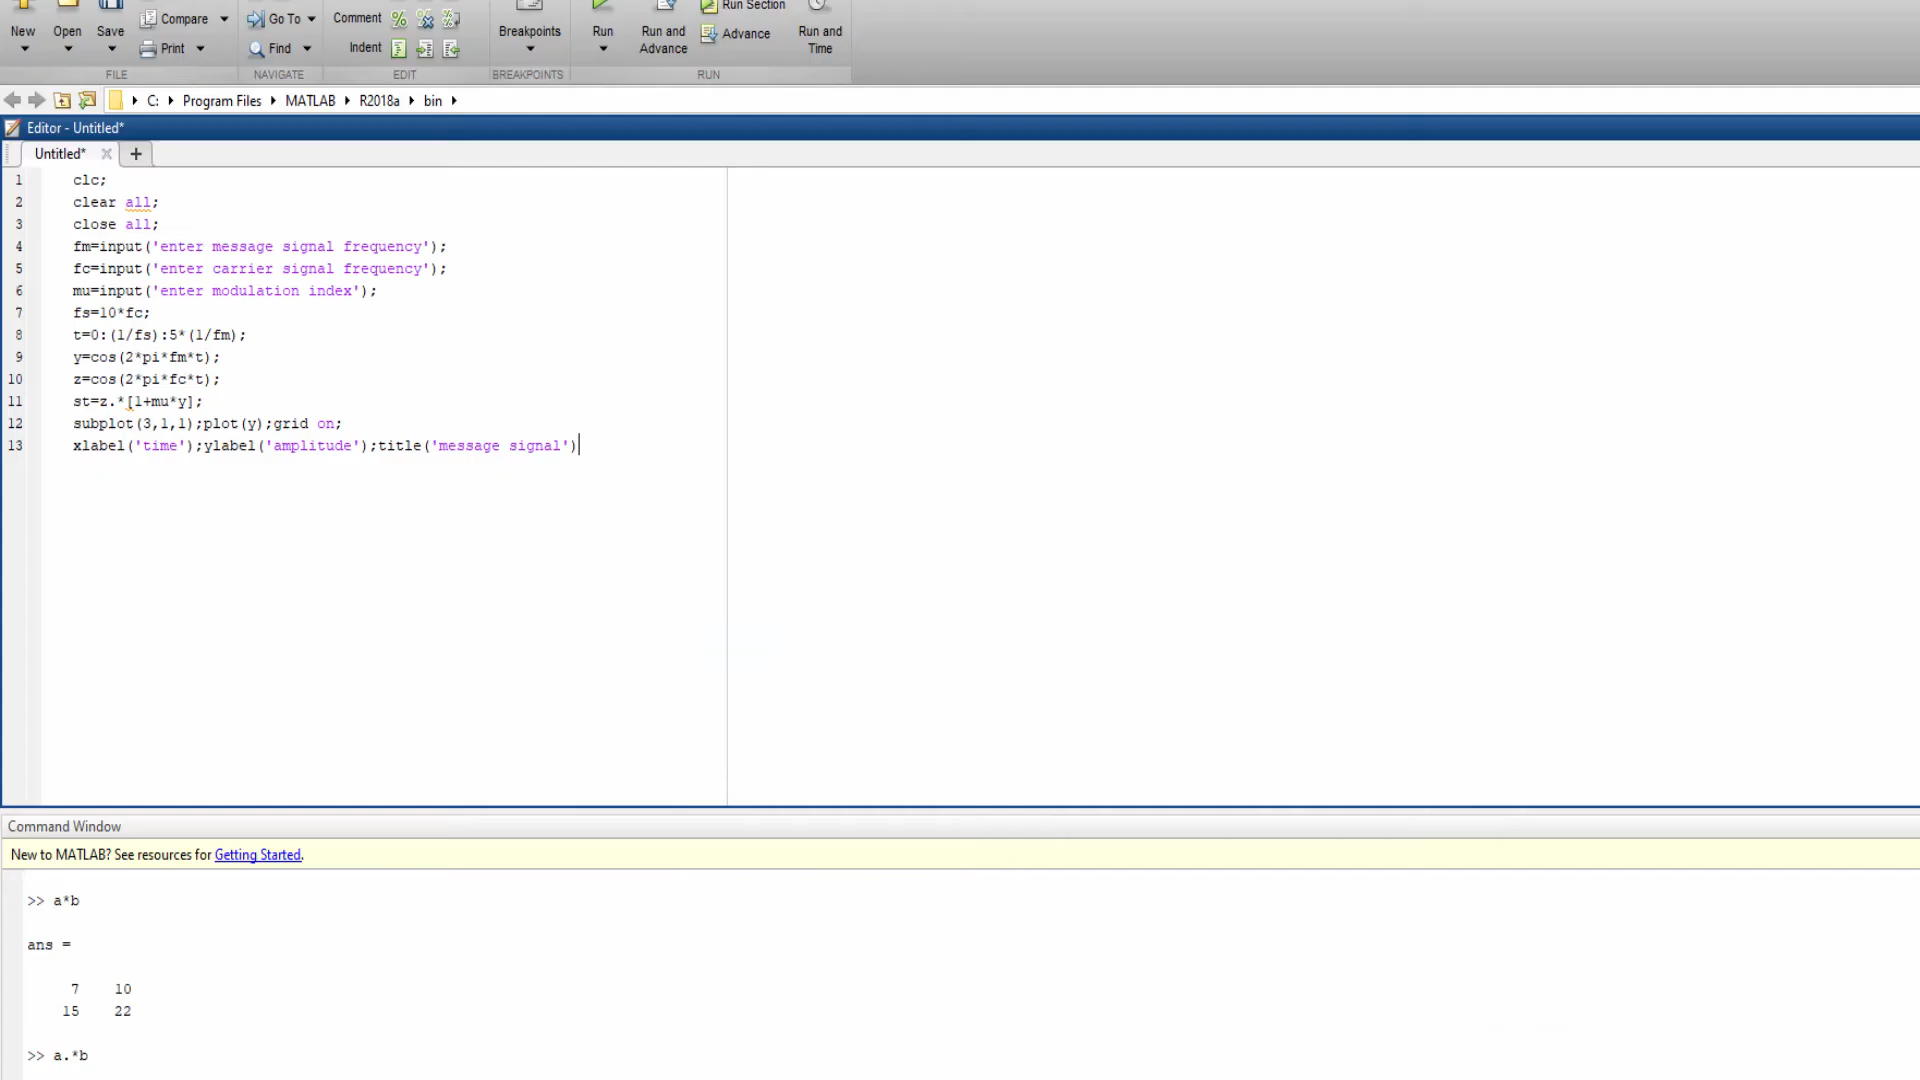 Compare Go To Comment Run Section
New Open Save Breakpoints Run Run and Advance Run and
Print Find Indent Advance Time
FILE NAVIGATE EDIT BREAKPOINTS RUN
C: Program Files MATLAB R2018a bin
Editor - Untitled*
Untitled*
1 clc;
2 clear all;
3 close all;
4 fm=input('enter message signal frequency');
5 fc=input('enter carrier signal frequency');
6 mu=input('enter modulation index');
7 fs=10*fc;
8 t=0:(1/fs):5*(1/fm);
9 y=cos(2*pi*fm*t);
10 z=cos(2*pi*fc*t);
11 st=z.*[1+mu*y];
12 subplot(3,1,1);plot(y);grid on;
13 xlabel('time');ylabel('amplitude');title('message signal')
Command Window
New to MATLAB? See resources for Getting Started.
>> a*b
ans =
7 10
15 22
>> a.*b